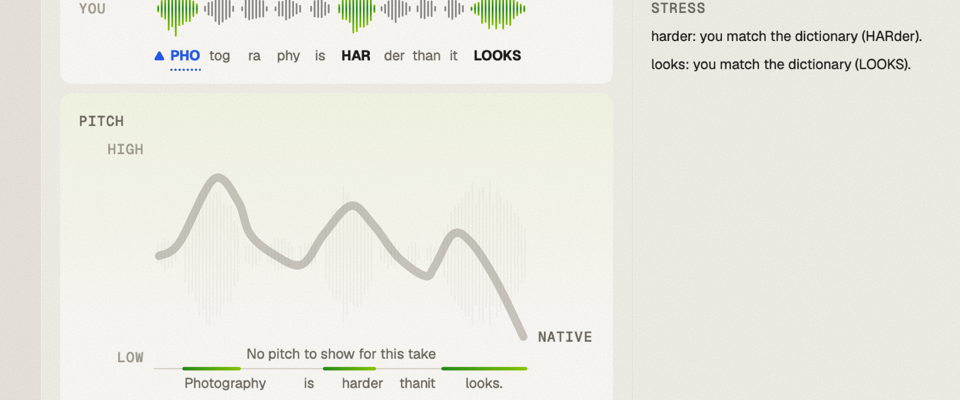 YOU
PHO tog ra phy is HAR der than it LOOKS
PITCH
HIGH
NATIVE
LOW
No pitch to show for this take
Photography is harder thanit looks.
STRESS
harder: you match the dictionary (HARder).
looks: you match the dictionary (LOOKS).